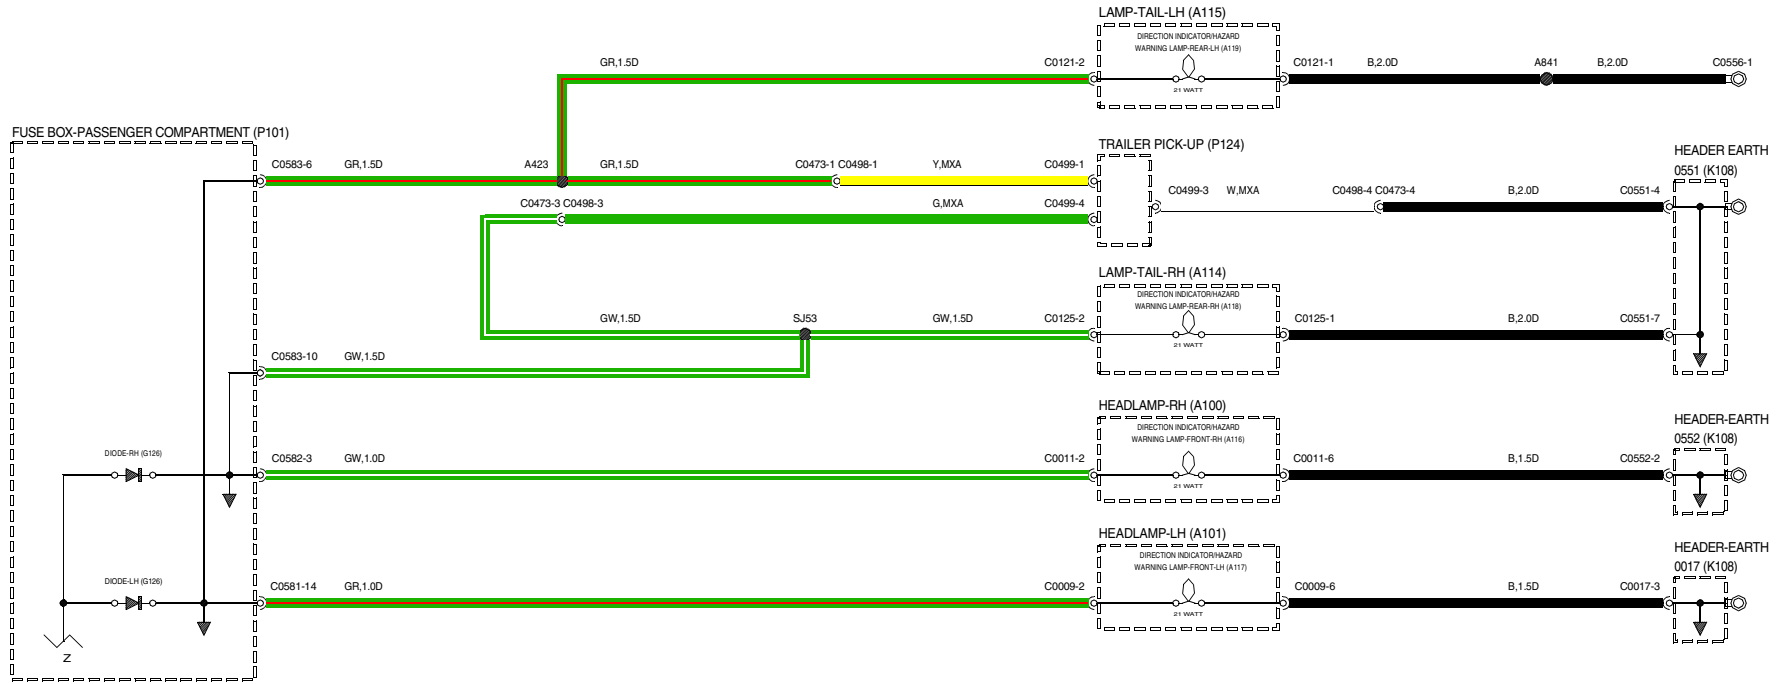 LAMP-TAIL-LH (A115)
DIRECTION INDICATOR/HAZARD
WARNING LAMP-REAR-LH (A119)
21 WATT
GR,1.5D
C0121-2
C0121-1
B,2.0D
A841
B,2.0D
C0556-1
FUSE BOX-PASSENGER COMPARTMENT (P101)
TRAILER PICK-UP (P124)
HEADER EARTH
0551 (K108)
C0583-6
GR,1.5D
A423
GR,1.5D
C0473-1 C0498-1
Y,MXA
C0499-1
C0499-3
W,MXA
C0498-4 C0473-4
B,2.0D
C0551-4
C0473-3 C0498-3
G,MXA
C0499-4
LAMP-TAIL-RH (A114)
DIRECTION INDICATOR/HAZARD
WARNING LAMP-REAR-RH (A118)
21 WATT
GW,1.5D
SJ53
GW,1.5D
C0125-2
C0125-1
B,2.0D
C0551-7
C0583-10
GW,1.5D
HEADLAMP-RH (A100)
DIRECTION INDICATOR/HAZARD
WARNING LAMP-FRONT-RH (A116)
21 WATT
HEADER-EARTH
0552 (K108)
DIODE-RH (G126)
C0582-3
GW,1.0D
C0011-2
C0011-6
B,1.5D
C0552-2
HEADLAMP-LH (A101)
DIRECTION INDICATOR/HAZARD
WARNING LAMP-FRONT-LH (A117)
21 WATT
HEADER-EARTH
0017 (K108)
DIODE-LH (G126)
C0581-14
GR,1.0D
C0009-2
C0009-6
B,1.5D
C0017-3
Z